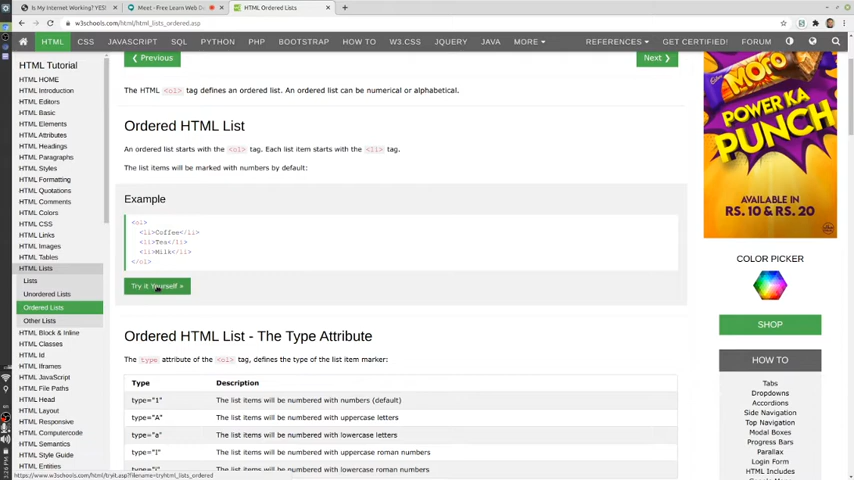 Is My Internet Working? YES!
Meet - Free Learn Web D
HTML Ordered Lists
w3schools.com/html/html_lists_ordered.asp
HTML CSS JAVASCRIPT SQL PYTHON PHP BOOTSTRAP HOW TO W3.CSS JQUERY JAVA MORE REFERENCES GET CERTIFIED! FORUM
HTML Tutorial
HTML HOME
HTML Introduction
HTML Editors
HTML Basic
HTML Elements
HTML Attributes
HTML Headings
HTML Paragraphs
HTML Styles
HTML Formatting
HTML Quotations
HTML Comments
HTML Colors
HTML CSS
HTML Links
HTML Images
HTML Tables
HTML Lists
Lists
Unordered Lists
Ordered Lists
Other Lists
HTML Block & Inline
HTML Classes
HTML Id
HTML Iframes
HTML JavaScript
HTML File Paths
HTML Head
HTML Layout
HTML Responsive
HTML Computercode
HTML Semantics
HTML Style Guide
HTML Entities
❮ Previous
Next ❯
The HTML <ol> tag defines an ordered list. An ordered list can be numerical or alphabetical.
Ordered HTML List
An ordered list starts with the <ol> tag. Each list item starts with the <li> tag.
The list items will be marked with numbers by default:
Example
<ol>
<li>Coffee</li>
<li>Tea</li>
<li>Milk</li>
</ol>
Try it Yourself »
Ordered HTML List - The Type Attribute
The type attribute of the <ol> tag, defines the type of the list item marker:
Type Description
type="1" The list items will be numbered with numbers (default)
type="A" The list items will be numbered with uppercase letters
type="a" The list items will be numbered with lowercase letters
type="I" The list items will be numbered with uppercase roman numbers
type="i" The list items will be numbered with lowercase roman numbers
https://www.w3schools.com/html/tryit.asp?filename=tryhtml_lists_ordered
MORO
POWER KA
PUNCH
AVAILABLE IN
RS. 10 & RS. 20
COLOR PICKER
SHOP
HOW TO
Tabs
Dropdowns
Accordions
Side Navigation
Top Navigation
Modal Boxes
Progress Bars
Parallax
Login Form
HTML Includes
3:28 PM